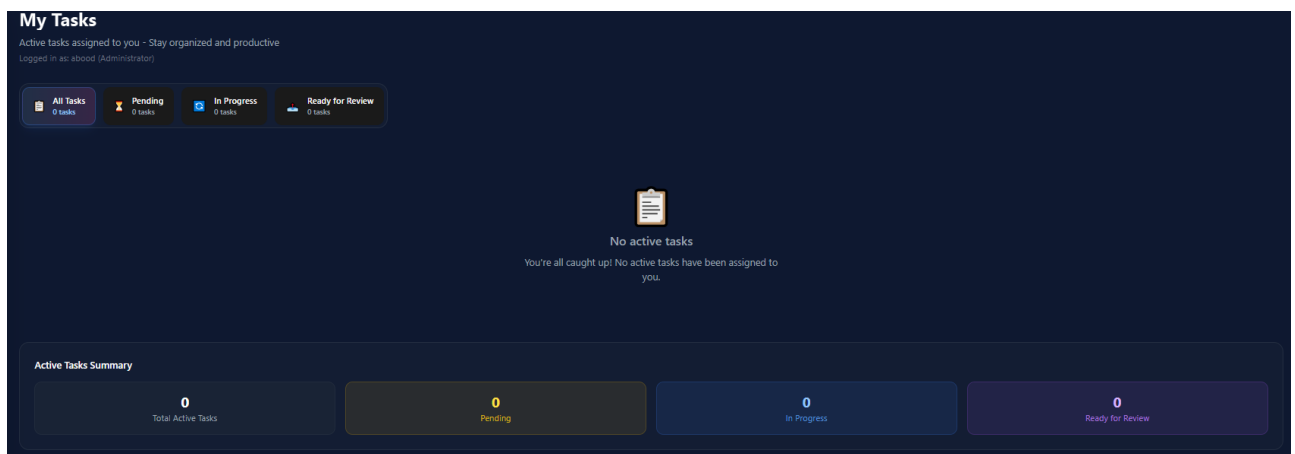 My Tasks
Active tasks assigned to you - Stay organized and productive
Logged in as: abood (Administrator)
All Tasks
0 tasks
Pending
0 tasks
In Progress
0 tasks
Ready for Review
0 tasks
No active tasks
You're all caught up! No active tasks have been assigned to
you.
Active Tasks Summary
0
Total Active Tasks
0
Pending
0
In Progress
0
Ready for Review